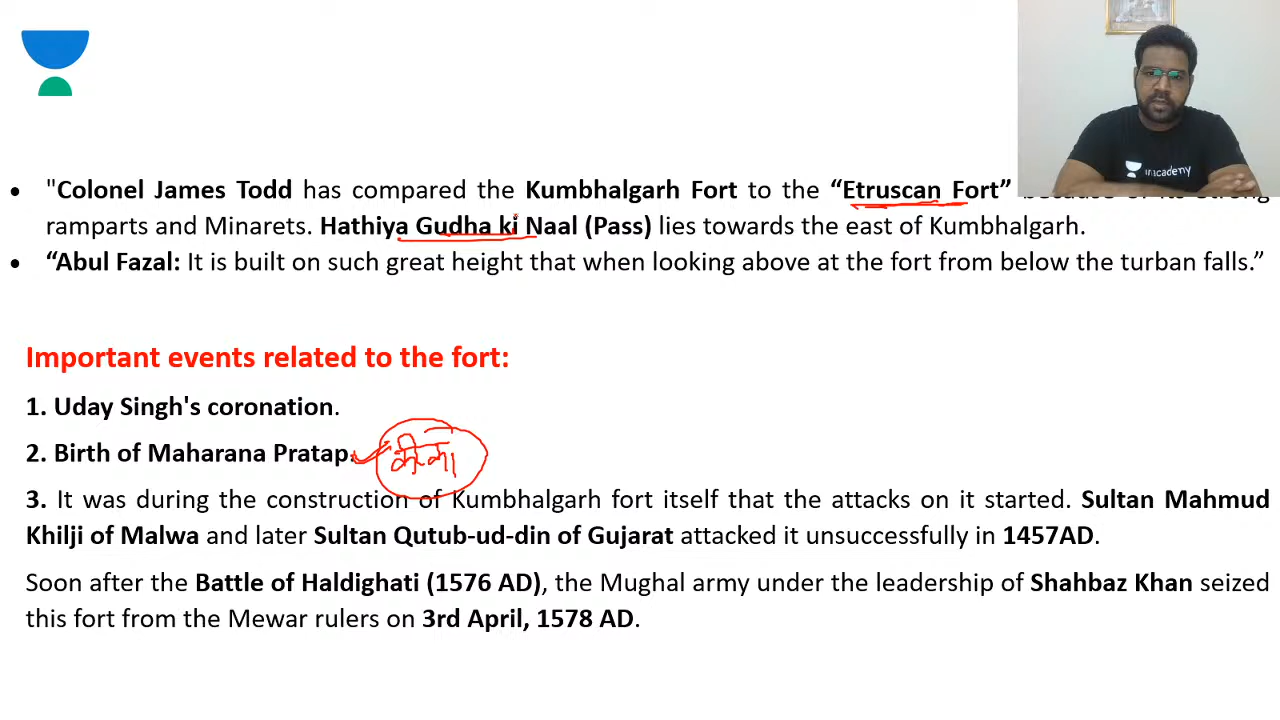 • "Colonel James Todd has compared the Kumbhalgarh Fort to the “Etruscan Fort” because of its strong
ramparts and Minarets. Hathiya Gudha ki Naal (Pass) lies towards the east of Kumbhalgarh.
• “Abul Fazal: It is built on such great height that when looking above at the fort from below the turban falls.”
Important events related to the fort:
1. Uday Singh's coronation.
2. Birth of Maharana Pratap. कीका
3. It was during the construction of Kumbhalgarh fort itself that the attacks on it started. Sultan Mahmud
Khilji of Malwa and later Sultan Qutub-ud-din of Gujarat attacked it unsuccessfully in 1457AD.
Soon after the Battle of Haldighati (1576 AD), the Mughal army under the leadership of Shahbaz Khan seized
this fort from the Mewar rulers on 3rd April, 1578 AD.
unacademy